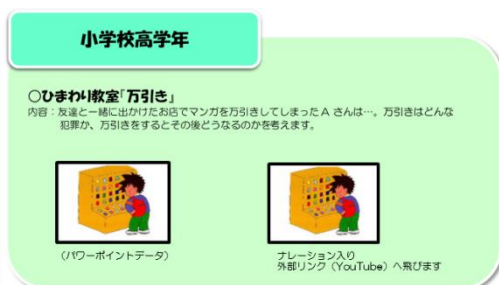 小学校高学年
○ひまわり教室『万引き』
内容：友達と一緒に出かけたお店でマンガを万引きしてしまったA さんは…。万引きはどんな
犯罪か、万引きをするとその後どうなるのかを考えます。
（パワーポイントデータ）
ナレーション入り
外部リンク（YouTube）へ飛びます